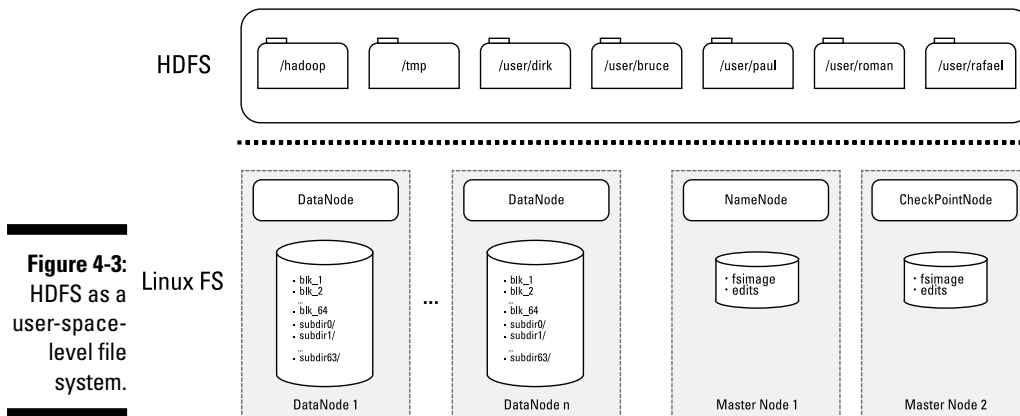 HDFS
/hadoop
/tmp
/user/dirk
/user/bruce
/user/paul
/user/roman
/user/rafael
Figure 4-3:
HDFS as a
user-space-
level file
system.
Linux FS
DataNode
· blk_1
· blk_2
...
· blk_64
· subdir0/
· subdir1/
...
· subdir63/
DataNode 1
...
DataNode
· blk_1
· blk_2
...
· blk_64
· subdir0/
· subdir1/
...
· subdir63/
DataNode n
NameNode
· fsimage
· edits
Master Node 1
CheckPointNode
· fsimage
· edits
Master Node 2